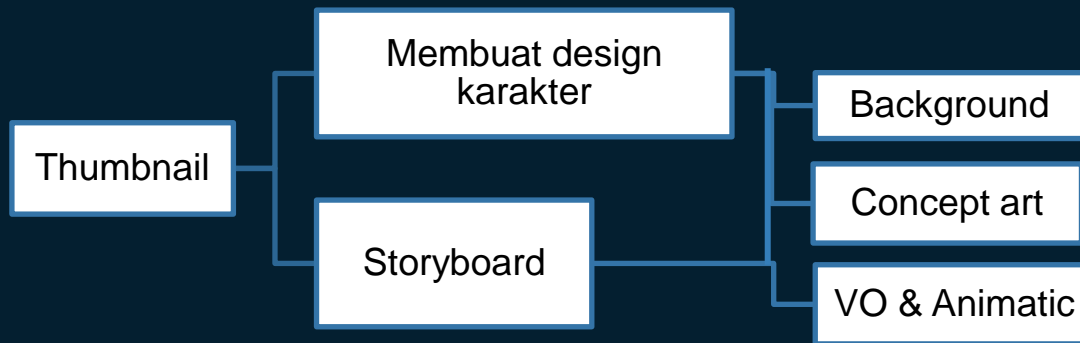 Thumbnail
Membuat design
karakter
Storyboard
Background
Concept art
VO & Animatic